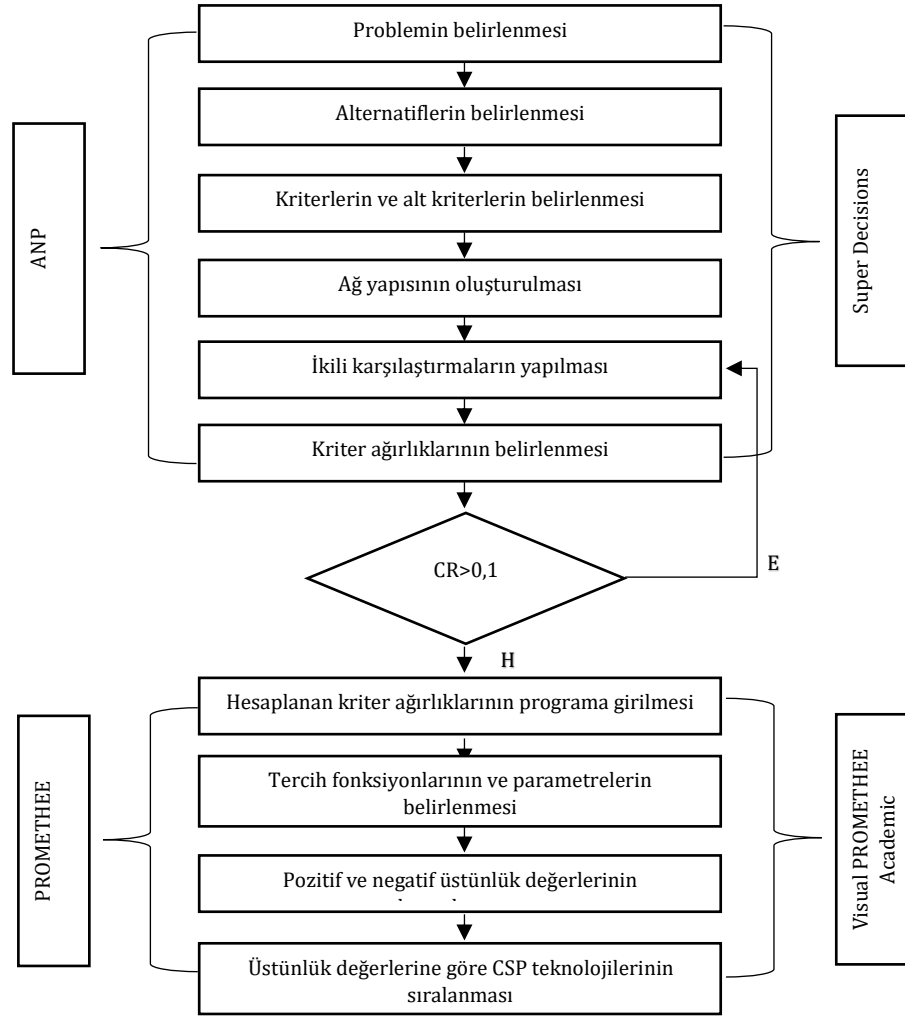 Problemin belirlenmesi
Alternatiflerin belirlenmesi
Kriterlerin ve alt kriterlerin belirlenmesi
Ağ yapısının oluşturulması
İkili karşılaştırmaların yapılması
Kriter ağırlıklarının belirlenmesi
ANP
Super Decisions
CR>0,1
E
H
Hesaplanan kriter ağırlıklarının programa girilmesi
Tercih fonksiyonlarının ve parametrelerin
belirlenmesi
Pozitif ve negatif üstünlük değerlerinin
Üstünlük değerlerine göre CSP teknolojilerinin
sıralanması
PROMETHEE
Visual PROMETHEE
Academic